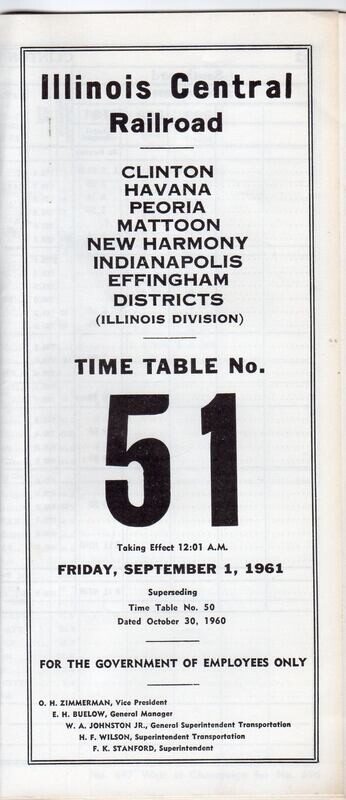 Illinois Central
Railroad
CLINTON
HAVANA
PEORIA
MATTOON
NEW HARMONY
INDIANAPOLIS
EFFINGHAM
DISTRICTS
(ILLINOIS DIVISION)
TIME TABLE No.
51
Taking Effect 12:01 A.M.
FRIDAY, SEPTEMBER 1, 1961
Superseding
Time Table No. 50
Dated October 30, 1960
FOR THE GOVERNMENT OF EMPLOYEES ONLY
O. H. ZIMMERMAN, Vice President
E. H. BUELOW, General Manager
W. A. JOHNSTON JR., General Superintendent Transportation
H. F. WILSON, Superintendent Transportation
F. K. STANFORD, Superintendent